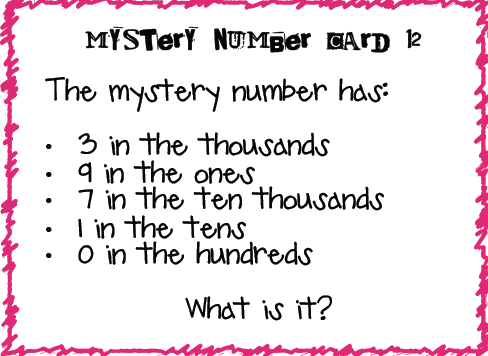 MYSTERY NUMBER CARD 12
The mystery number has:
• 3 in the thousands
• 9 in the ones
• 7 in the ten thousands
• 1 in the tens
• 0 in the hundreds
What is it?